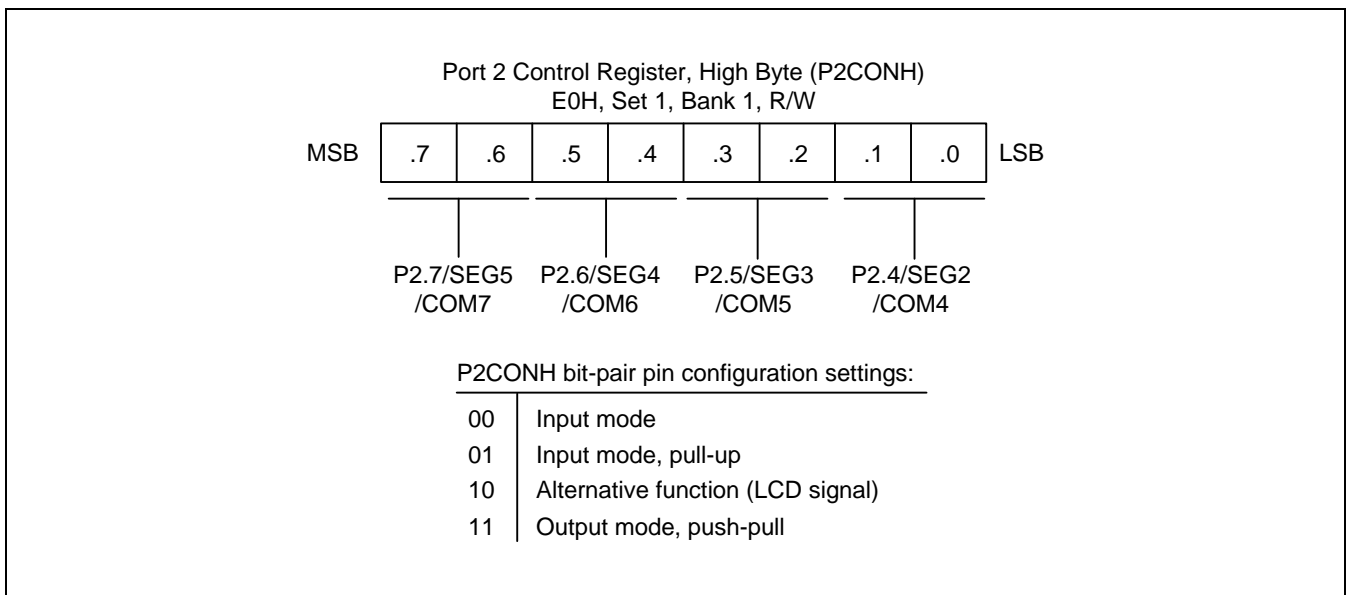 Port 2 Control Register, High Byte (P2CONH)
E0H, Set 1, Bank 1, R/W
MSB .7 .6 .5 .4 .3 .2 .1 .0 LSB
P2.7/SEG5 P2.6/SEG4 P2.5/SEG3 P2.4/SEG2
/COM7 /COM6 /COM5 /COM4
P2CONH bit-pair pin configuration settings:
00 Input mode
01 Input mode, pull-up
10 Alternative function (LCD signal)
11 Output mode, push-pull